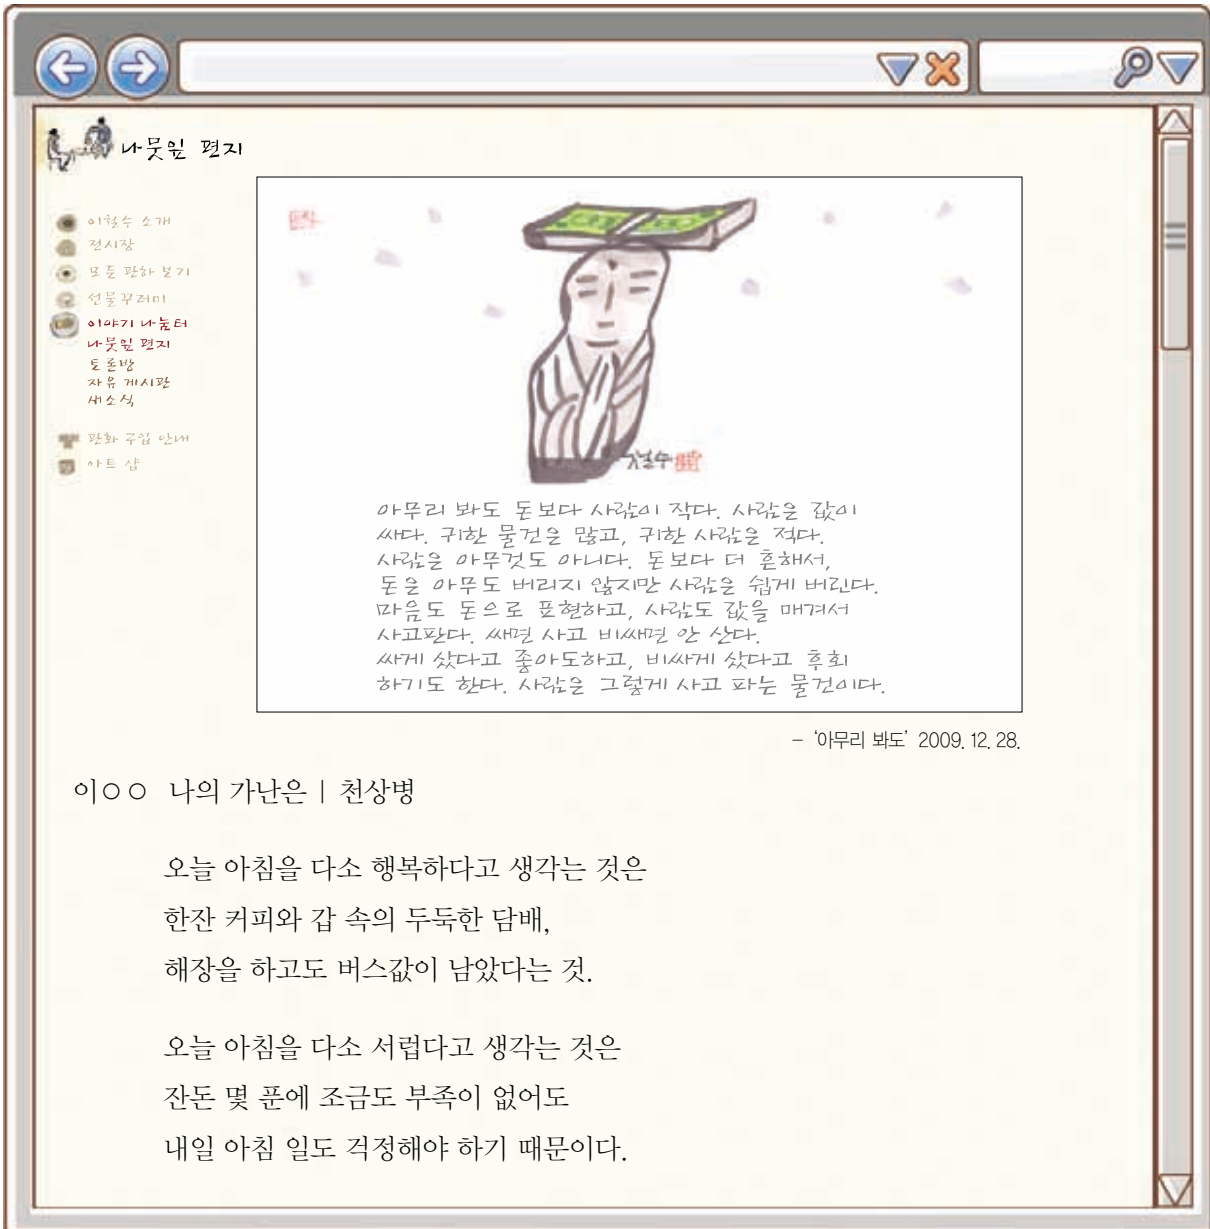 나뭇잎 편지
이철수 소개
전시장
모든 판화 보기
선물꾸러미
이야기 나눔터
나뭇잎 편지
토론방
자유 게시판
새소식
판화 구입 안내
아트 샵
이철수
아무리 봐도 돈보다 사람이 작다. 사람은 값이
싸다. 귀한 물건은 많고, 귀한 사람은 적다.
사람은 아무것도 아니다. 돈보다 더 흔해서,
돈은 아무도 버리지 않지만 사람은 쉽게 버린다.
마음도 돈으로 표현하고, 사람도 값을 매겨서
사고판다. 싸면 사고 비싸면 안 산다.
싸게 샀다고 좋아도하고, 비싸게 샀다고 후회
하기도 한다. 사람은 그렇게 사고 파는 물건이다.
- ‘아무리 봐도’ 2009. 12. 28.
이○○ 나의 가난은 | 천상병
오늘 아침을 다소 행복하다고 생각는 것은
한잔 커피와 갑 속의 두둑한 담배,
해장을 하고도 버스값이 남았다는 것.
오늘 아침을 다소 서럽다고 생각는 것은
잔돈 몇 푼에 조금도 부족이 없어도
내일 아침 일도 걱정해야 하기 때문이다.